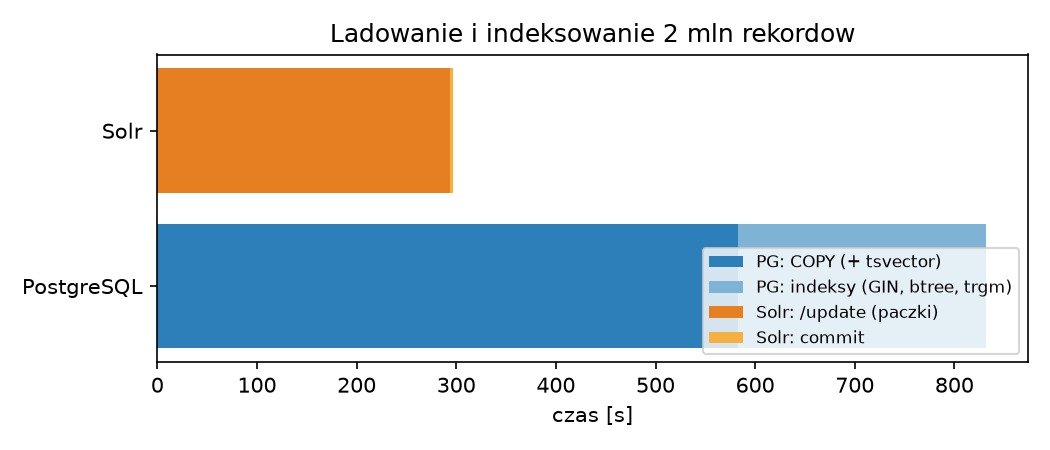 Ladowanie i indeksowanie 2 mln rekordow
Solr
PostgreSQL
PG: COPY (+ tsvector)
PG: indeksy (GIN, btree, trgm)
Solr: /update (paczki)
Solr: commit
0 100 200 300 400 500 600 700 800
czas [s]